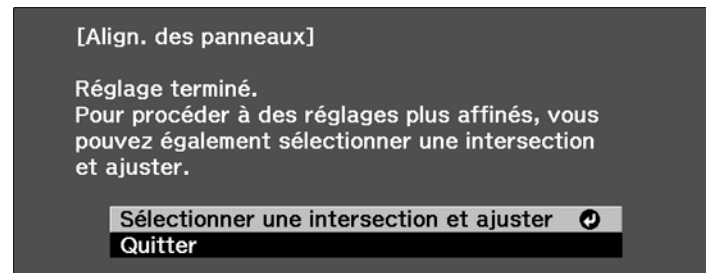 [Align. des panneaux]
Réglage terminé.
Pour procéder à des réglages plus affinés, vous
pouvez également sélectionner une intersection
et ajuster.
Sélectionner une intersection et ajuster
Quitter